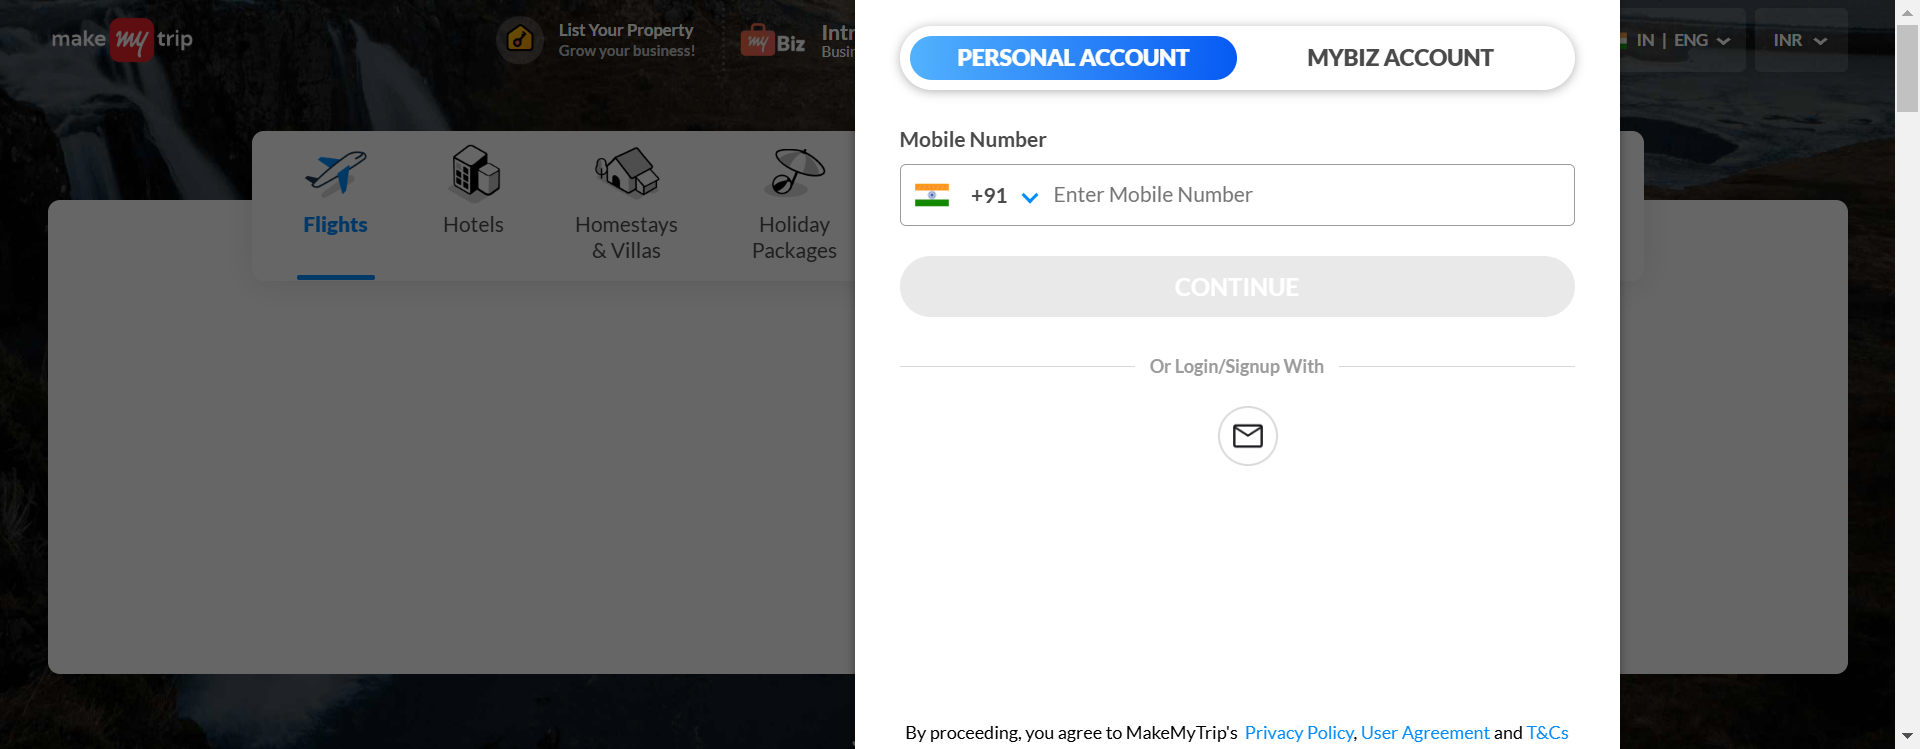 make my trip
List Your Property
Grow your business!
my Biz
Intr
Busin
IN | ENG
INR
Flights
Hotels
Homestays
& Villas
Holiday
Packages
PERSONAL ACCOUNT
MYBIZ ACCOUNT
Mobile Number
+91
Enter Mobile Number
CONTINUE
Or Login/Signup With
By proceeding, you agree to MakeMyTrip's Privacy Policy, User Agreement and T&Cs